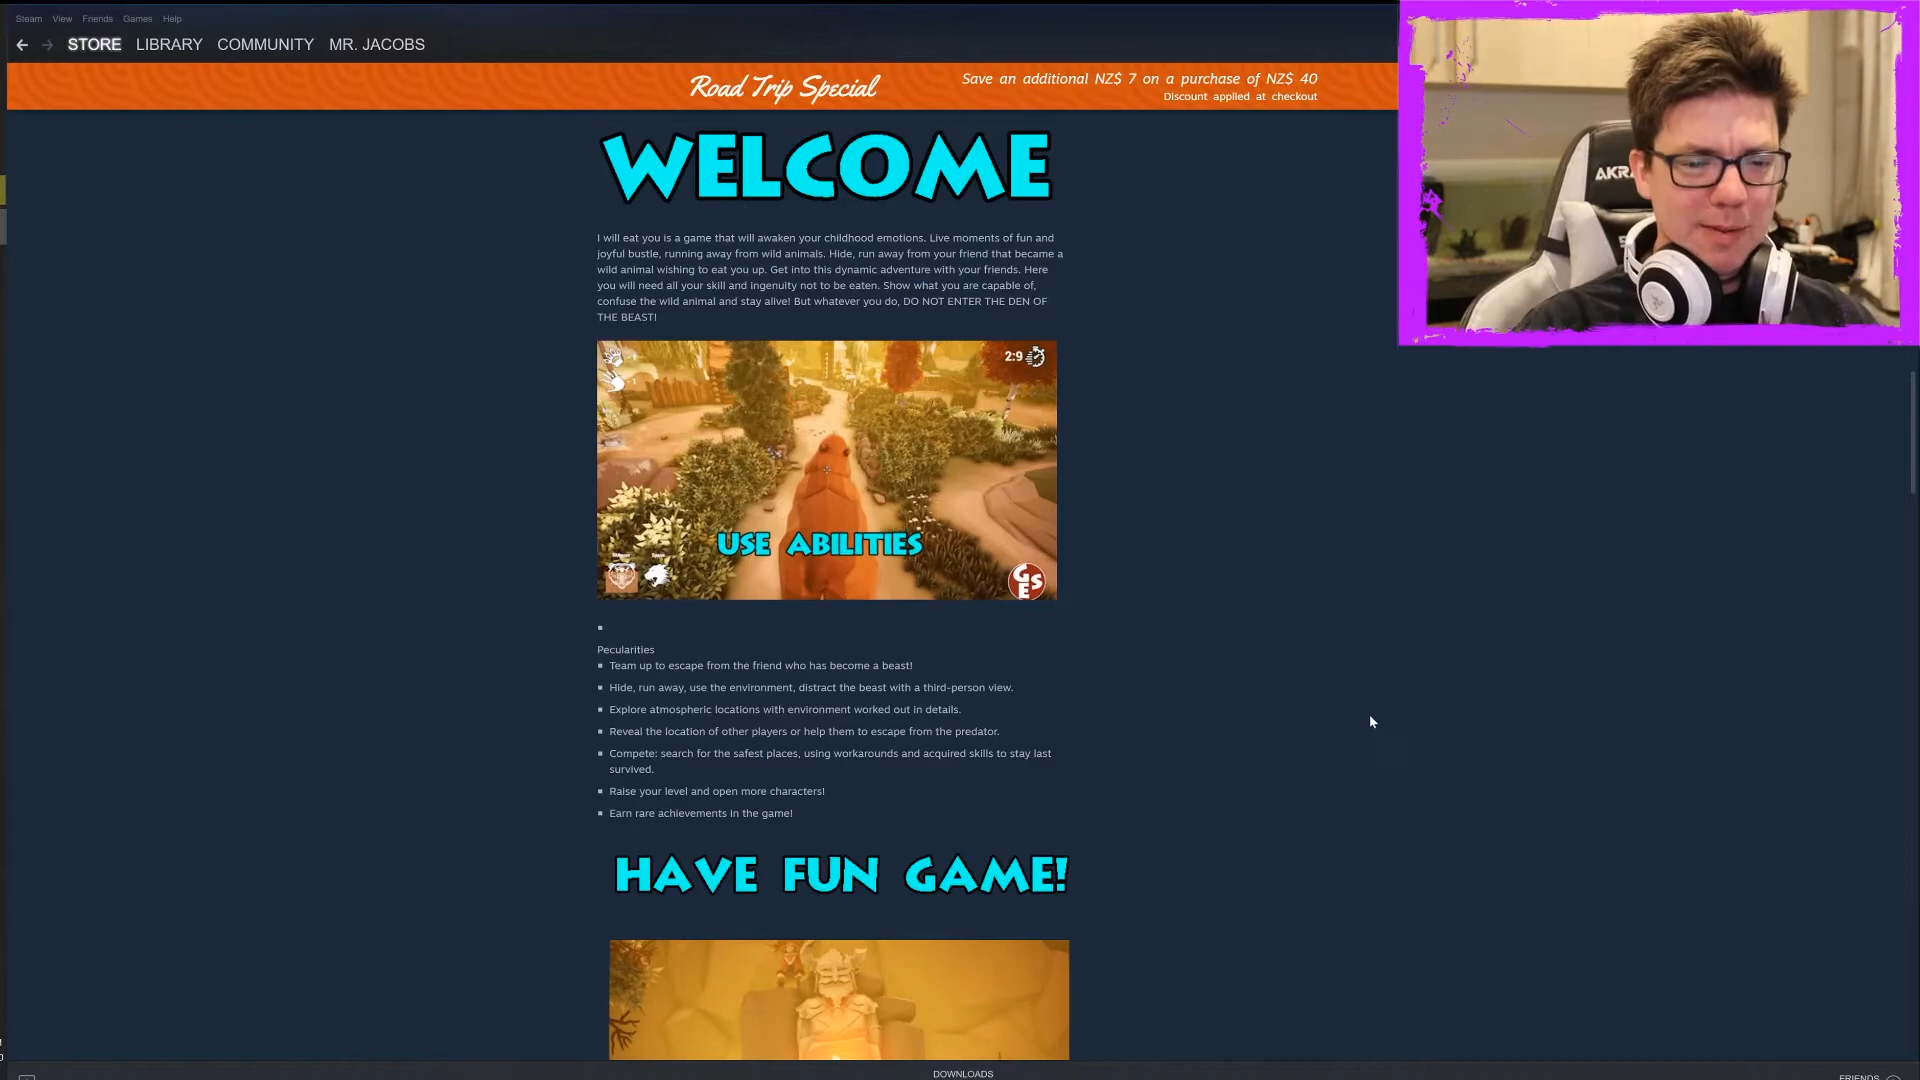 Steam View Friends Games Help
STORE LIBRARY COMMUNITY MR. JACOBS
Road Trip Special
Save an additional NZ$ 7 on a purchase of NZ$ 40
Discount applied at checkout
WELCOME
I will eat you is a game that will awaken your childhood emotions. Live moments of fun and
joyful bustle, running away from wild animals. Hide, run away from your friend that became a
wild animal wishing to eat you up. Get into this dynamic adventure with your friends. Here
you will need all your skill and ingenuity not to be eaten. Show what you are capable of,
confuse the wild animal and stay alive! But whatever you do, DO NOT ENTER THE DEN OF
THE BEAST!
2:9
USE ABILITIES
GSE
Pecularities
Team up to escape from the friend who has become a beast!
Hide, run away, use the environment, distract the beast with a third-person view.
Explore atmospheric locations with environment worked out in details.
Reveal the location of other players or help them to escape from the predator.
Compete: search for the safest places, using workarounds and acquired skills to stay last
survived.
Raise your level and open more characters!
Earn rare achievements in the game!
HAVE FUN GAME!
DOWNLOADS
FRIENDS